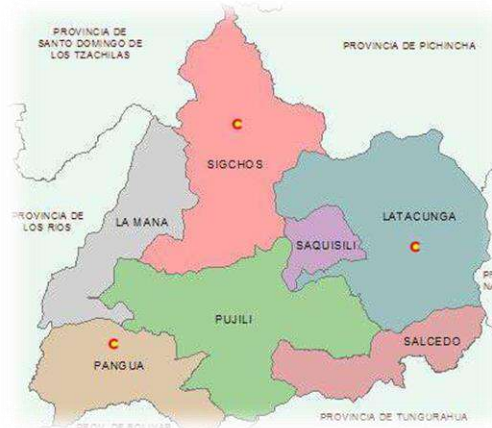 PROVINCIA DE
SANTO DOMINGO DE
LOS TZACHILAS
PROVINCIA DE PICHINCHA
C
SIGCHOS
PROVINCIA DE
LOS RIOS
LA MANA
LATACUNGA
SAQUISILI
C
PUJILI
SALCEDO
C
PANGUA
PROVINCIA DE TUNGURAHUA